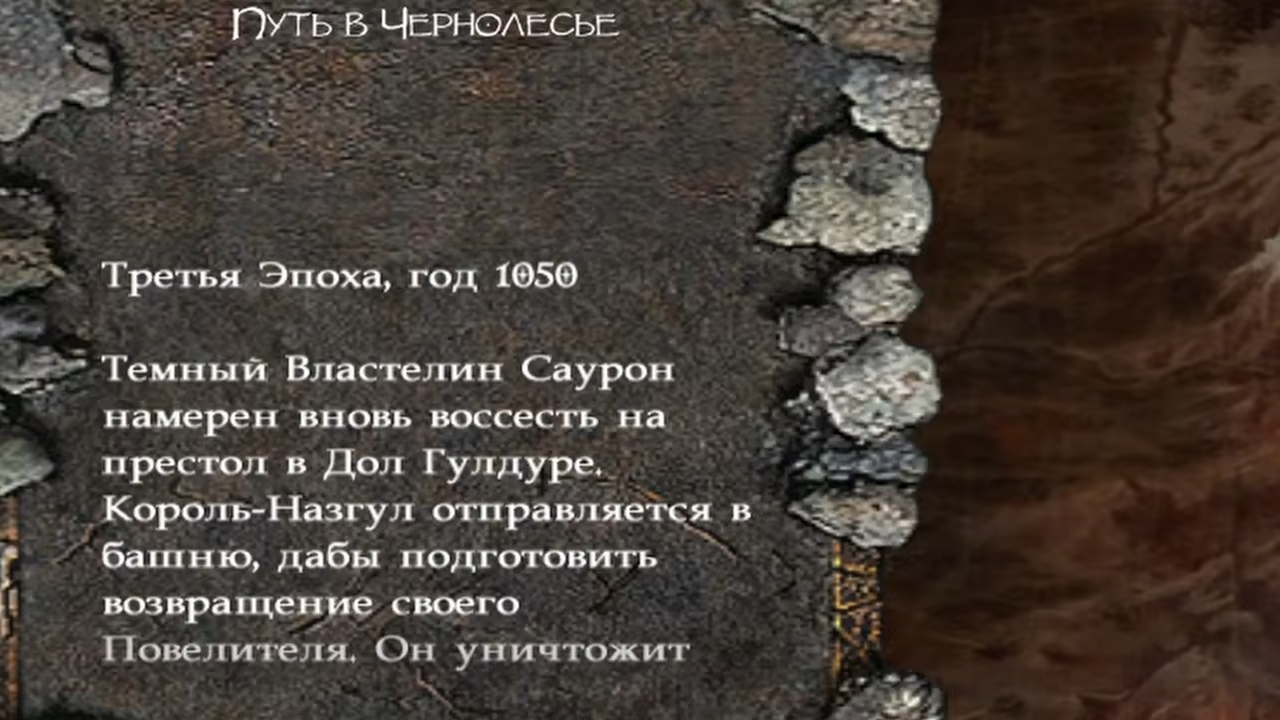 Путь в Чернолесье
Третья Эпоха, год 1050
Темный Властелин Саурон
намерен вновь воссесть на
престол в Дол Гулдуре.
Король-Назгул отправляется в
башню, дабы подготовить
возвращение своего
Повелителя. Он уничтожит